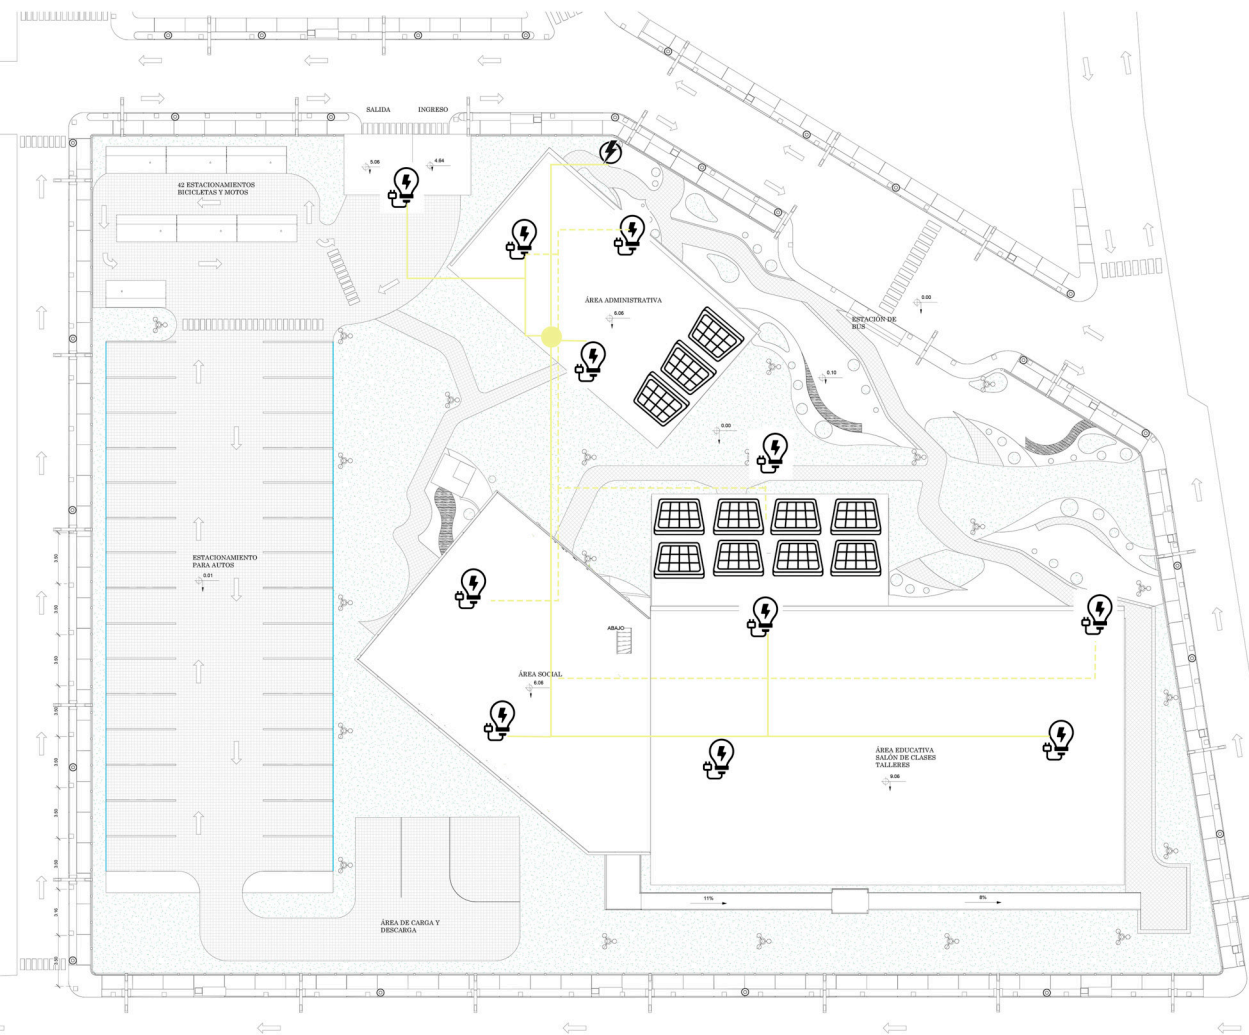 SALIDA
INGRESO
5.08
4.64
42 ESTACIONAMIENTOS
BICICLETAS Y MOTOS
ÁREA ADMINISTRATIVA
6.06
0.00
ESTACIÓN DE
BUS
0.10
0.00
ESTACIONAMIENTO
PARA AUTOS
0.01
ABAJO
ÁREA SOCIAL
6.06
ÁREA EDUCATIVA
SALÓN DE CLASES
TALLERES
9.06
11%
8%
ÁREA DE CARGA Y
DESCARGA